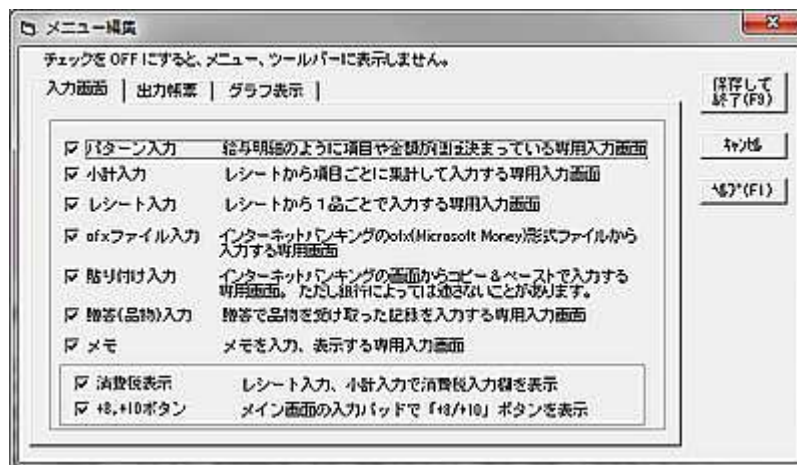 メニュー編集
チェックを OFF にすると、メニュー、ツールバーに表示しません。
入力画面 出力帳票 グラフ表示
保存して
終了(F9)
キャンセル
ヘルプ(F1)
パターン入力 給与明細のように項目や金額がほぼ決まっている専用入力画面
小計入力 レシートから項目ごとに集計して入力する専用入力画面
レシート入力 レシートから1品ごとで入力する専用入力画面
ofxファイル入力 インターネットバンキングのofx(Microsoft Money)形式ファイルから
入力する専用画面
貼り付け入力 インターネットバンキングの画面からコピー&ペーストで入力する
専用画面。ただし銀行によっては適さないことがあります。
贈答(品物)入力 贈答で品物を受け取った記録を入力する専用入力画面
メモ メモを入力、表示する専用入力画面
消費税表示 レシート入力、小計入力で消費税入力欄を表示
+8,+10ボタン メイン画面の入力パッドで「+8/+10」ボタンを表示